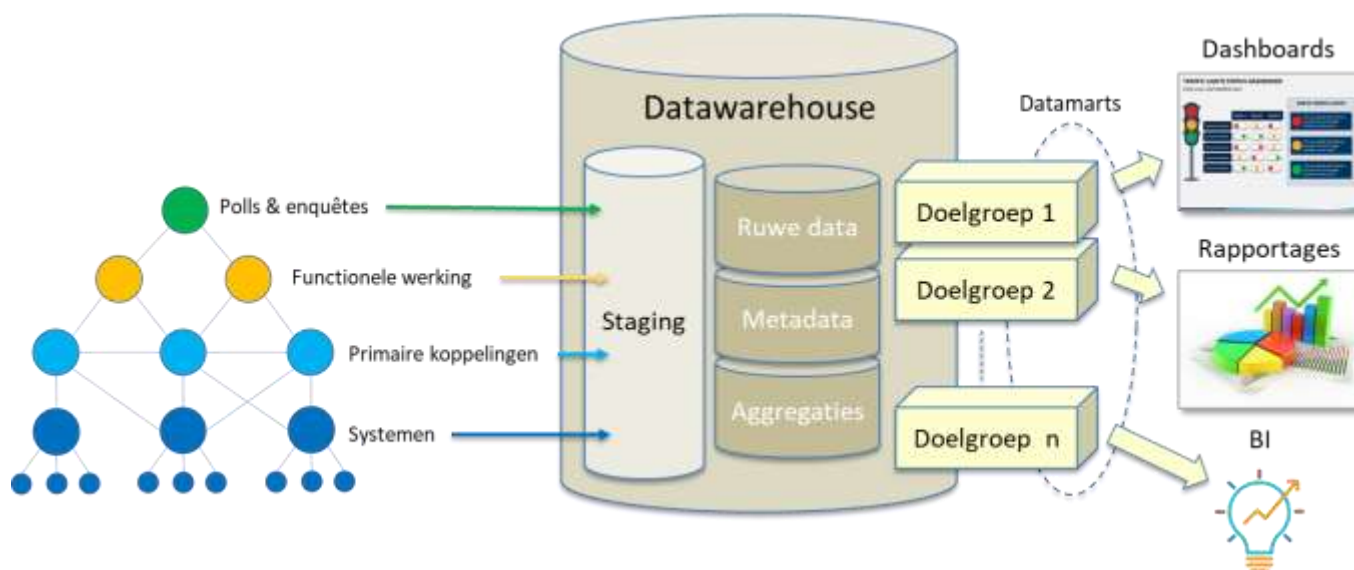 Dashboards
Datamarts
Datawarehouse
Polls & enquêtes
Functionele werking
Primaire koppelingen
Systemen
Staging
Ruwe data
Metadata
Aggregaties
Doelgroep 1
Doelgroep 2
Doelgroep n
Rapportages
BI